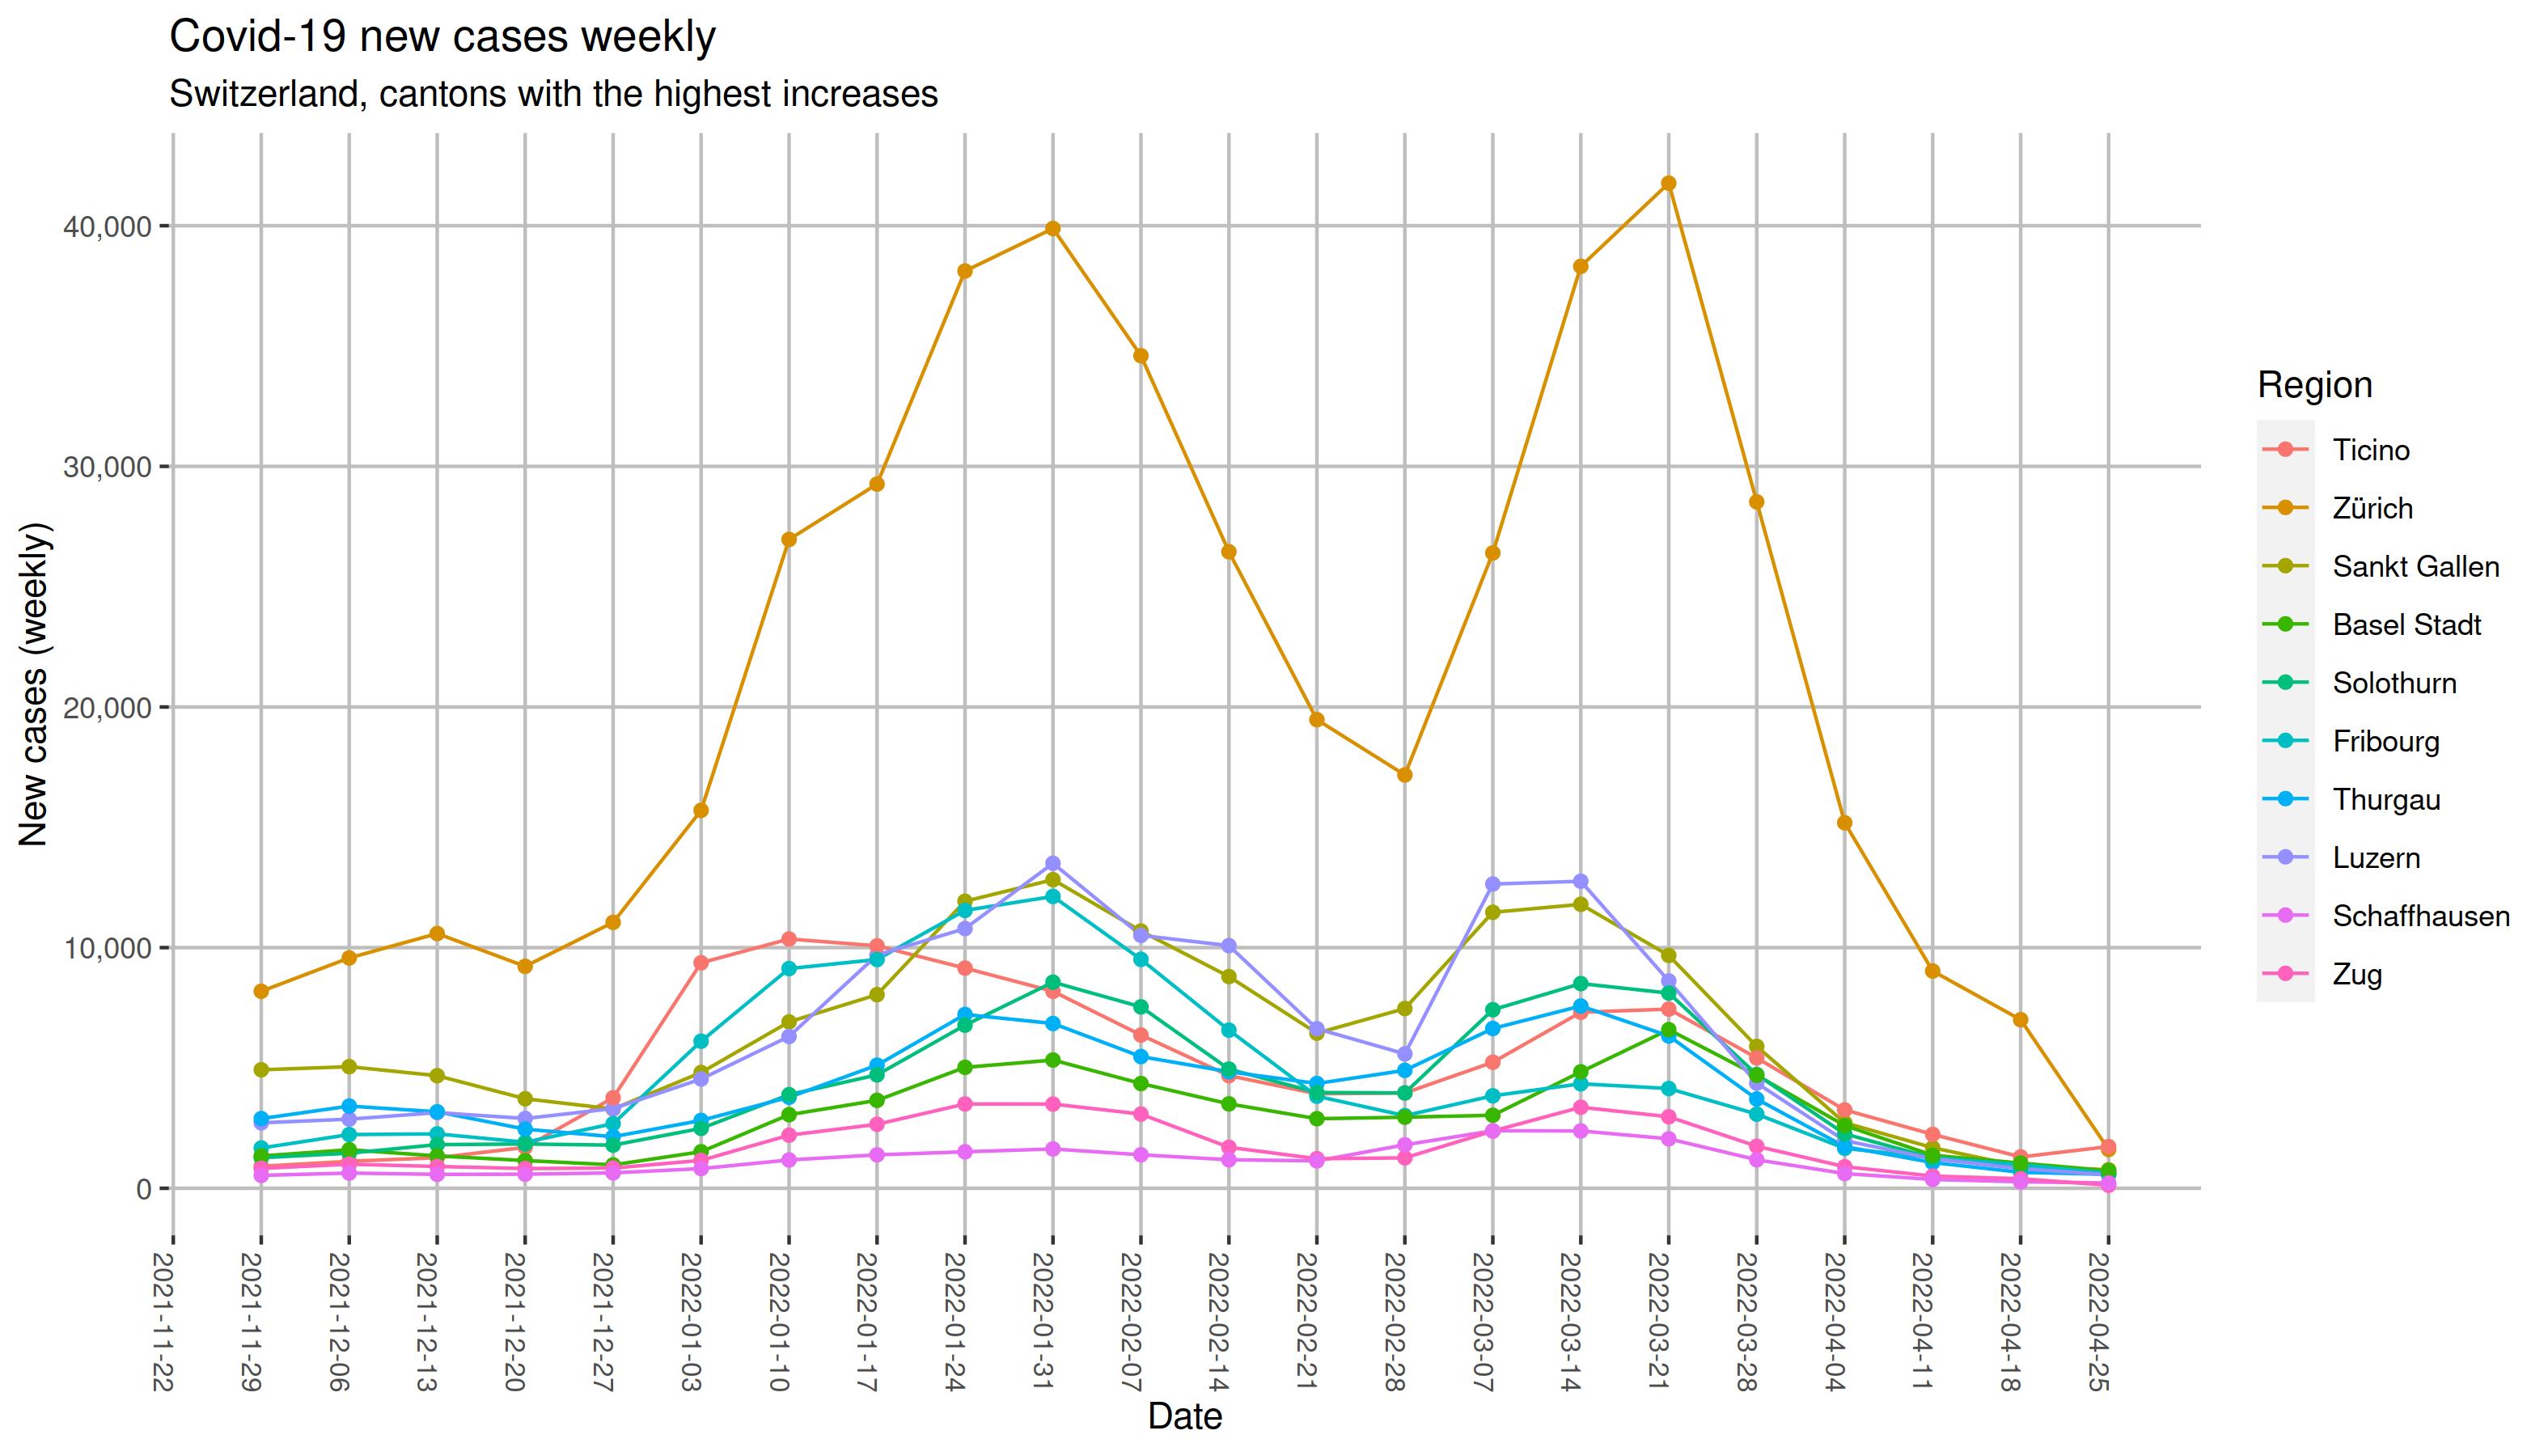 Covid-19 new cases weekly
Switzerland, cantons with the highest increases
New cases (weekly)
40,000
30,000
20,000
10,000
0
2021-11-22
2021-11-29
2021-12-06
2021-12-13
2021-12-20
2021-12-27
2022-01-03
2022-01-10
2022-01-17
2022-01-24
2022-01-31
2022-02-07
2022-02-14
2022-02-21
2022-02-28
2022-03-07
2022-03-14
2022-03-21
2022-03-28
2022-04-04
2022-04-11
2022-04-18
2022-04-25
Date
Region
Ticino
Zürich
Sankt Gallen
Basel Stadt
Solothurn
Fribourg
Thurgau
Luzern
Schaffhausen
Zug